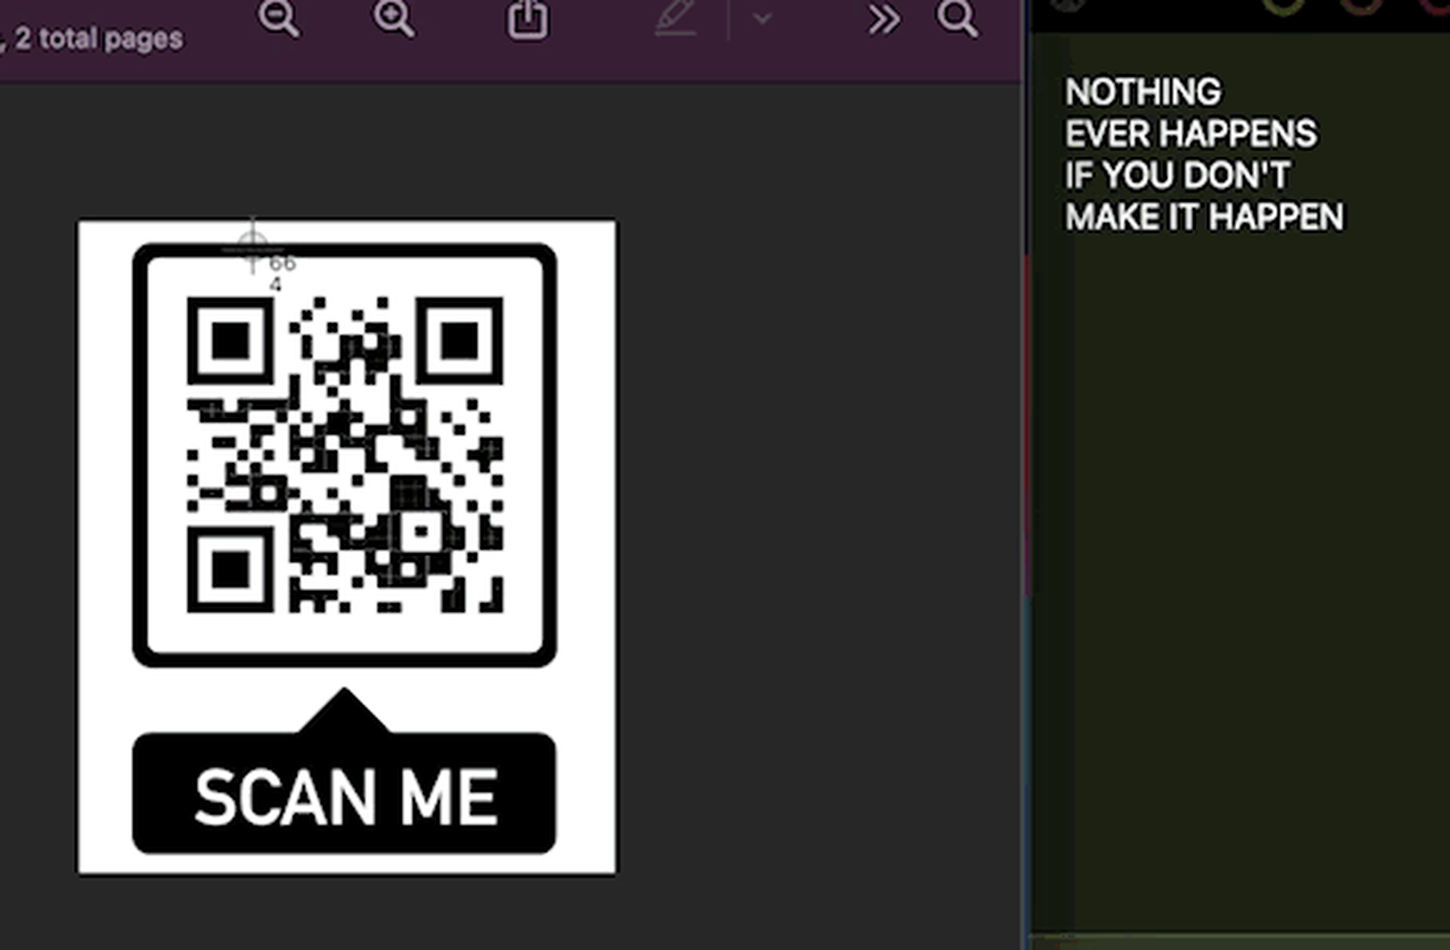 , 2 total pages
66
4
SCAN ME
NOTHING
EVER HAPPENS
IF YOU DON'T
MAKE IT HAPPEN